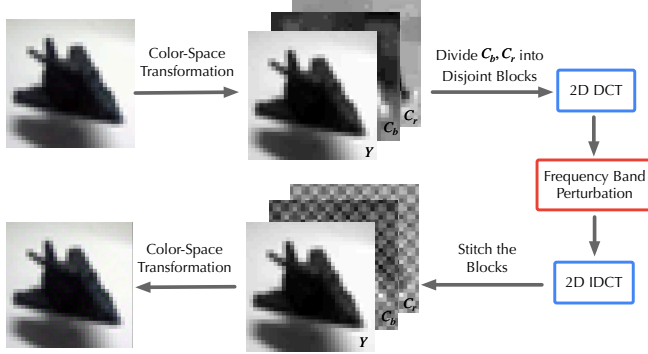 Color-Space
Transformation
Y
C_b
C_r
Divide C_b, C_r into
Disjoint Blocks
2D DCT
Frequency Band
Perturbation
2D IDCT
Stitch the
Blocks
Y
C_b
C_r
Color-Space
Transformation